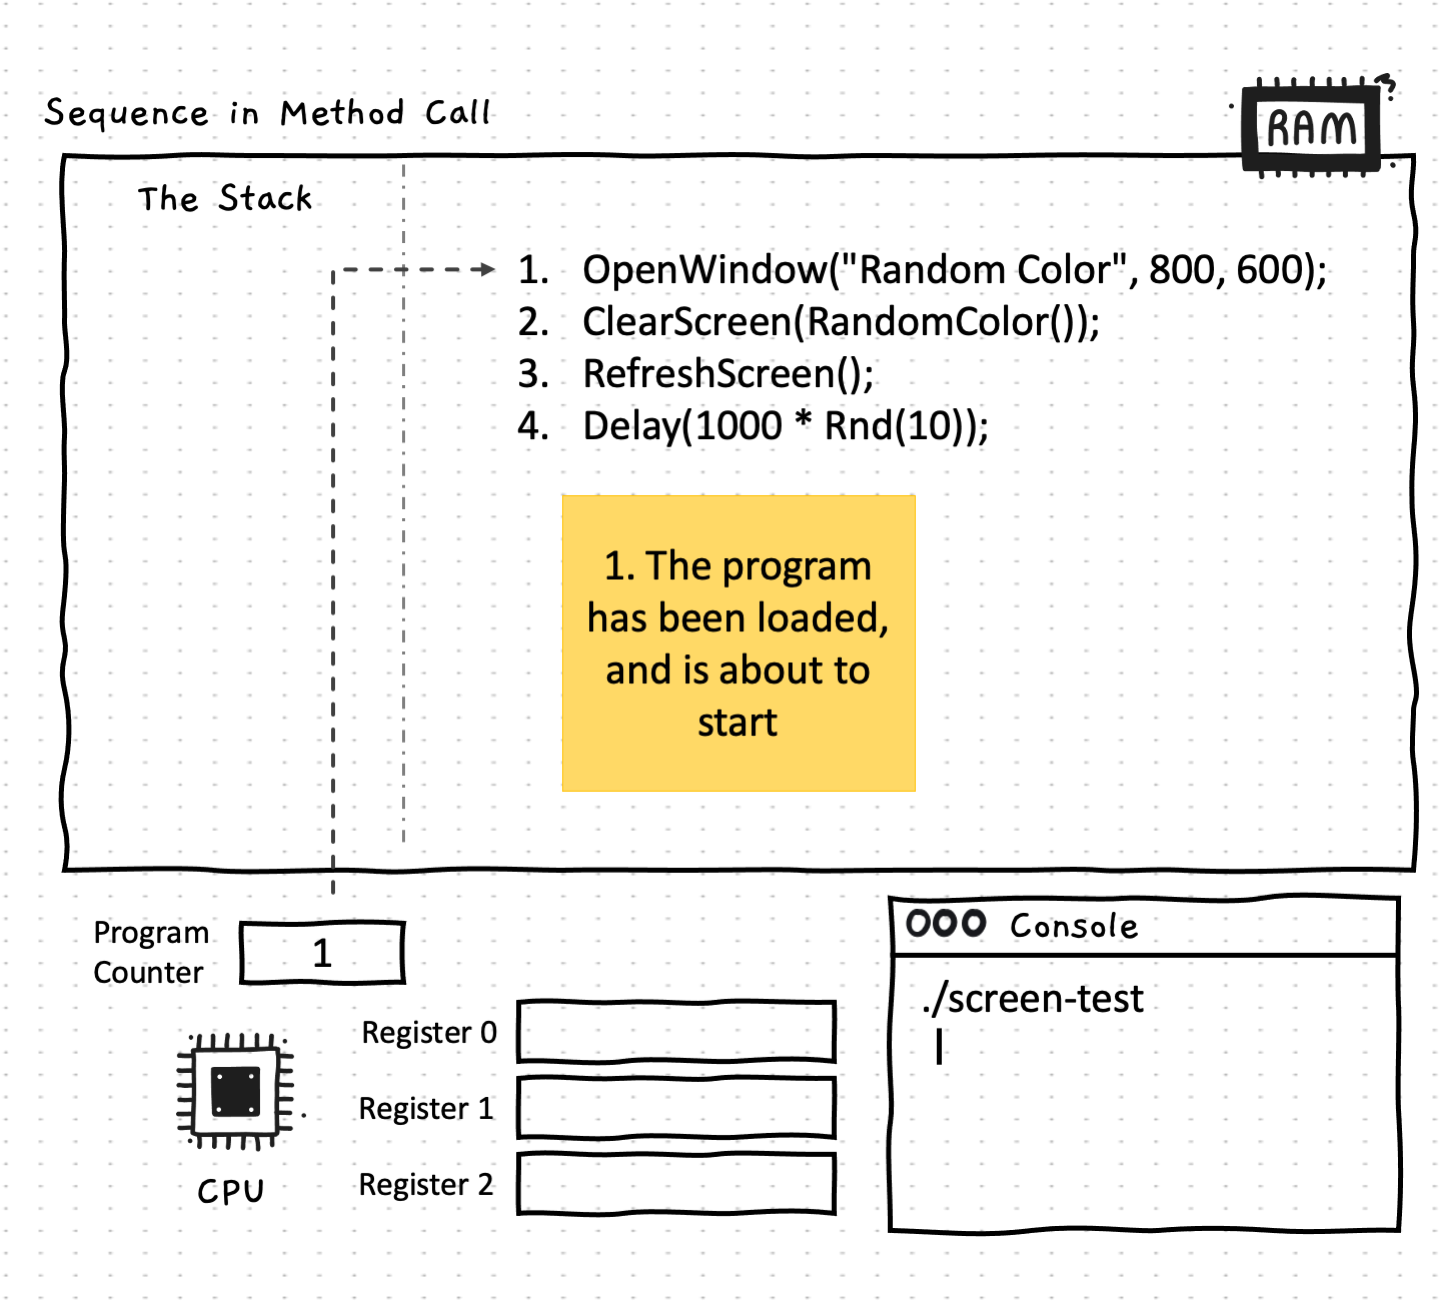 Sequence in Method Call
RAM
The Stack
1. OpenWindow("Random Color", 800, 600);
2. ClearScreen(RandomColor());
3. RefreshScreen();
4. Delay(1000 * Rnd(10));
1. The program
has been loaded,
and is about to
start
Program
Counter
1
CPU
Register 0
Register 1
Register 2
Console
./screen-test